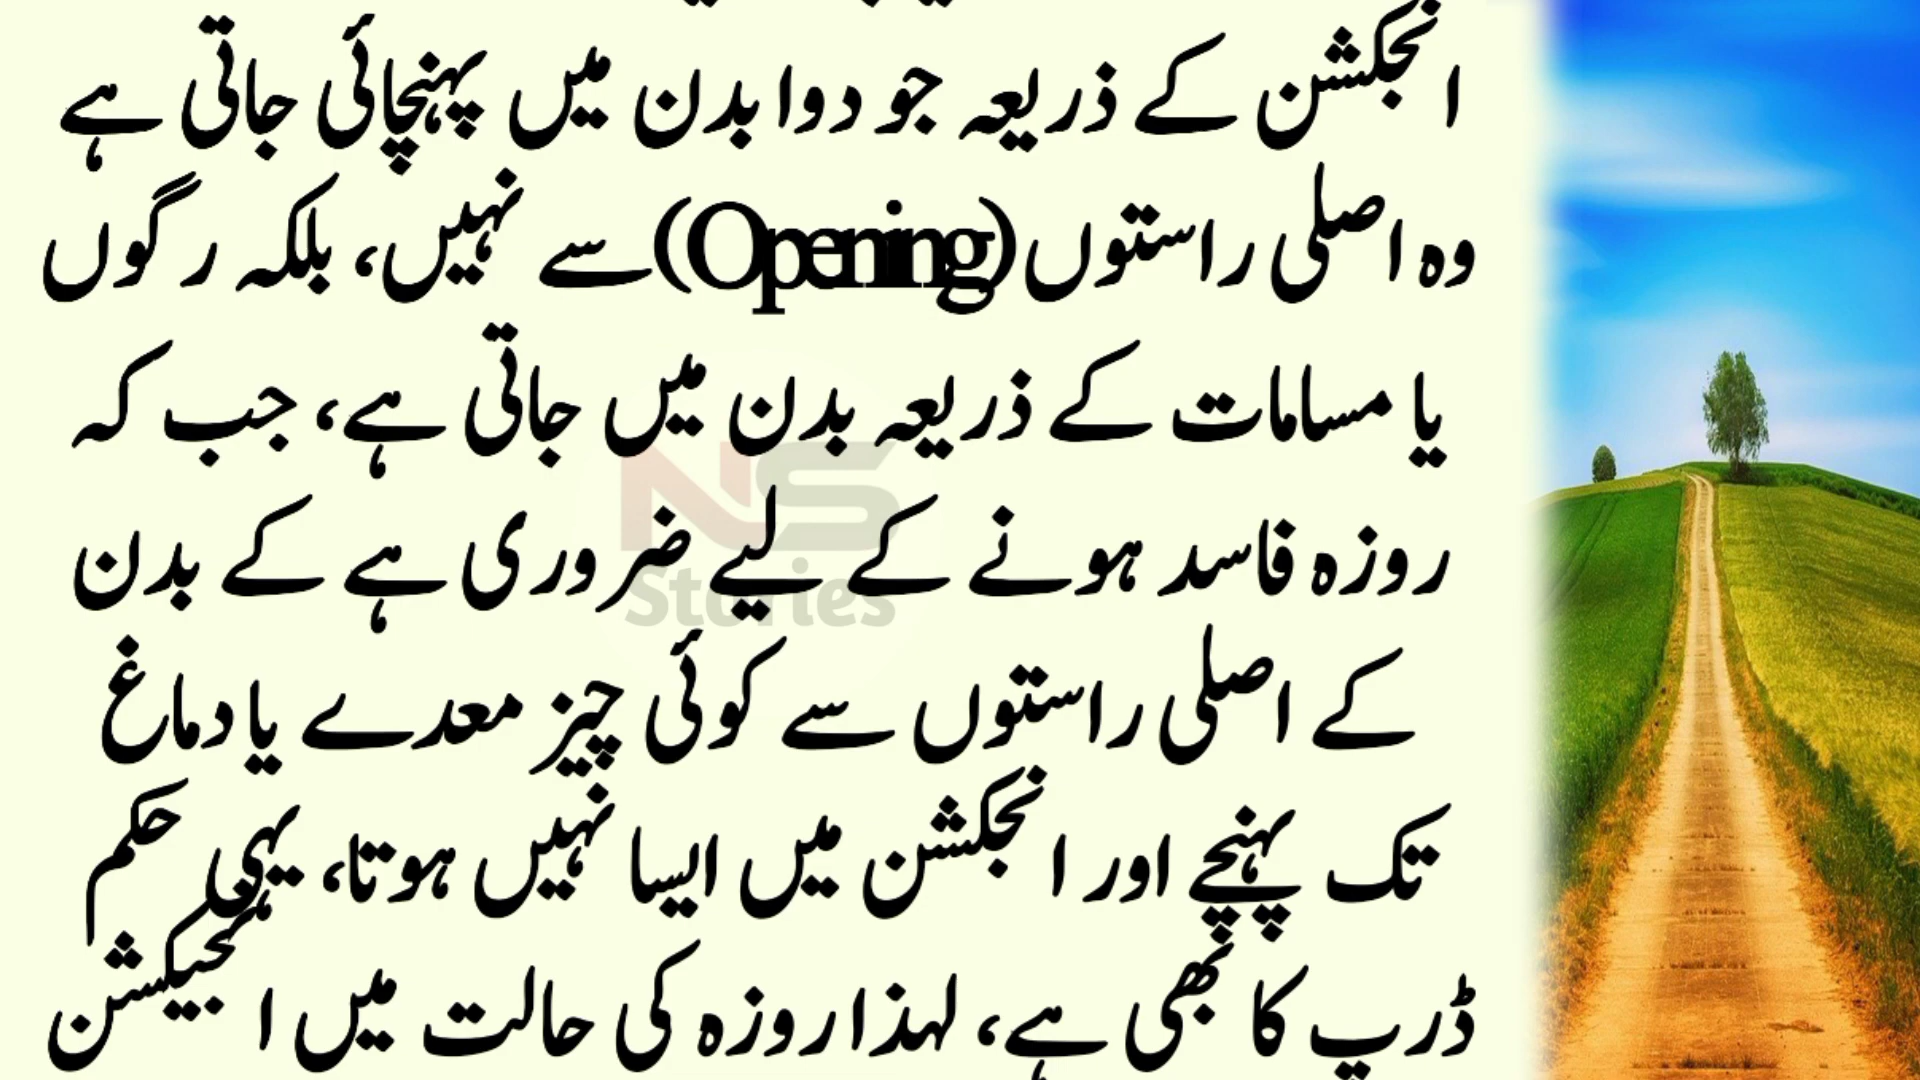 انجکشن کے ذریعہ جو دوا بدن میں پہنچائی جاتی ہے
وہ اصلی راستوں (Opening) سے نہیں، بلکہ رگوں
یا مسامات کے ذریعہ بدن میں جاتی ہے، جب کہ
روزہ فاسد ہونے کے لیے ضروری ہے کے بدن
کے اصلی راستوں سے کوئی چیز معدے یا دماغ
تک پہنچے اور انجکشن میں ایسا نہیں ہوتا، یہی حکم
ڈرپ کا بھی ہے، لہذا روزہ کی حالت میں انجیکشن
NS
Stories